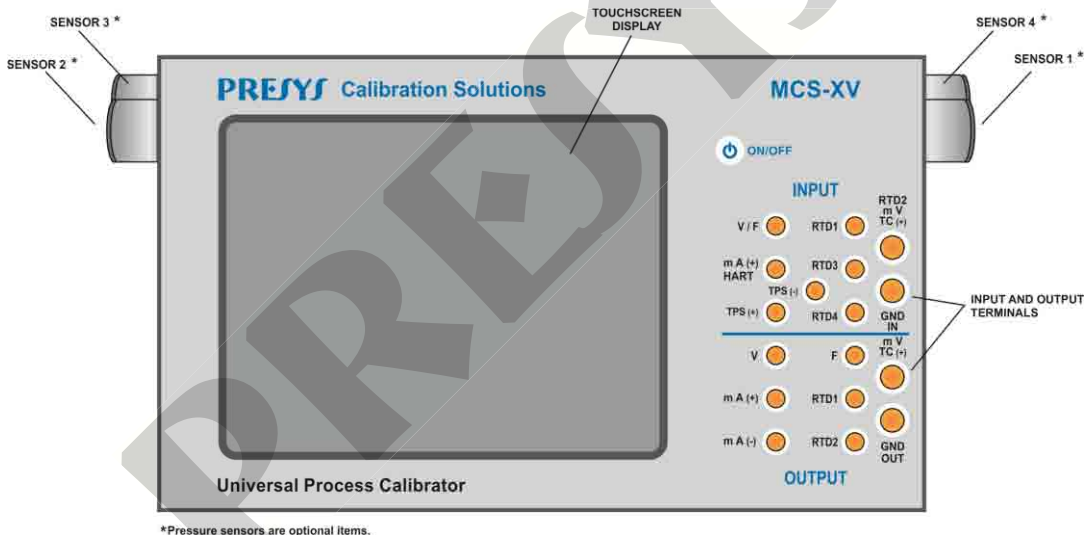 SENSOR 3 *
SENSOR 2 *
TOUCHSCREEN
DISPLAY
SENSOR 4 *
SENSOR 1 *
PRESYS Calibration Solutions
MCS-XV
ON/OFF
INPUT
RTD2
m V
TC (+)
V / F
RTD1
m A (+)
HART
RTD3
TPS (-)
TPS (+)
RTD4
GND
IN
INPUT AND OUTPUT
TERMINALS
m V
TC (+)
V
F
m A (+)
RTD1
m A (-)
RTD2
GND
OUT
OUTPUT
Universal Process Calibrator
*Pressure sensors are optional items.
PRESYS